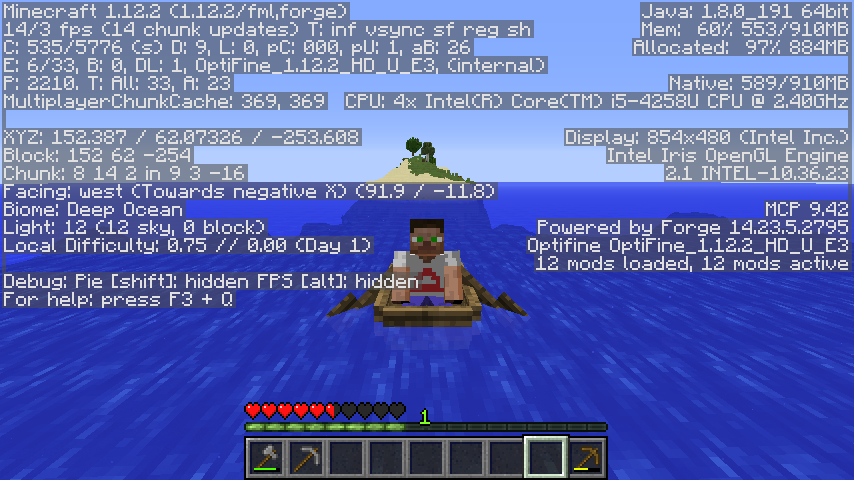 Minecraft 1.12.2 (1.12.2/fml,forge)
14/3 fps (14 chunk updates) T: inf vsync sf reg sh
C: 535/5776 (s) D: 9, L: 0, pC: 000, pU: 1, aB: 26
E: 6/33, B: 0, DL: 1, OptiFine_1.12.2_HD_U_E3, (internal)
P: 2210. T: All: 33, A: 23
MultiplayerChunkCache: 369, 369
XYZ: 152.387 / 62.07326 / -253.608
Block: 152 62 -254
Chunk: 8 14 2 in 9 3 -16
Facing: west (Towards negative X) (91.9 / -11.8)
Biome: Deep Ocean
Light: 12 (12 sky, 0 block)
Local Difficulty: 0.75 // 0.00 (Day 1)
Debug: Pie [shift]: hidden FPS [alt]: hidden
For help: press F3 + Q
Java: 1.8.0_191 64bit
Mem: 60% 553/910MB
Allocated: 97% 884MB
Native: 589/910MB
CPU: 4x Intel(R) Core(TM) i5-4258U CPU @ 2.40GHz
Display: 854x480 (Intel Inc.)
Intel Iris OpenGL Engine
2.1 INTEL-10.36.23
MCP 9.42
Powered by Forge 14.23.5.2795
Optifine OptiFine_1.12.2_HD_U_E3
12 mods loaded, 12 mods active
1